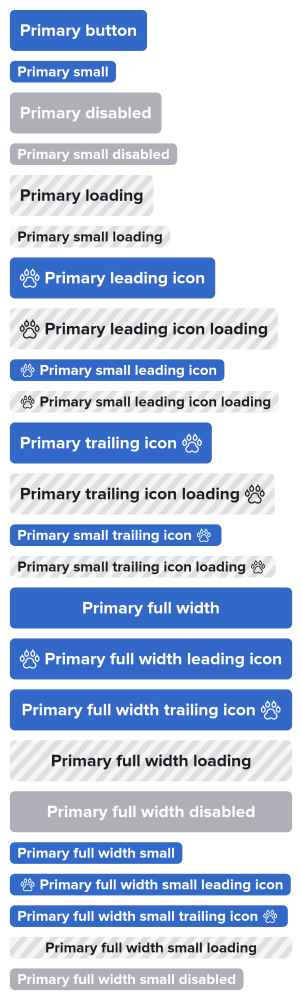 Primary button
Primary small
Primary disabled
Primary small disabled
Primary loading
Primary small loading
Primary leading icon
Primary leading icon loading
Primary small leading icon
Primary small leading icon loading
Primary trailing icon
Primary trailing icon loading
Primary small trailing icon
Primary small trailing icon loading
Primary full width
Primary full width leading icon
Primary full width trailing icon
Primary full width loading
Primary full width disabled
Primary full width small
Primary full width small leading icon
Primary full width small trailing icon
Primary full width small loading
Primary full width small disabled